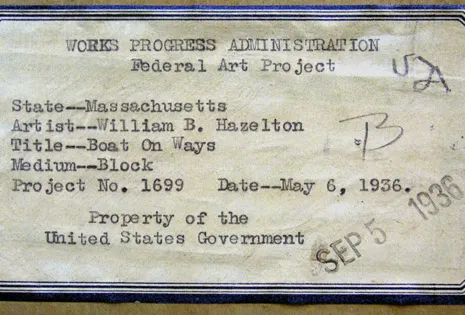 WORKS PROGRESS ADMINISTRATION
Federal Art Project
State--Massachusetts
Artist--William B. Hazelton
Title--Boat On Ways
Medium--Block
Project No. 1699 Date--May 6, 1936.
Property of the
United States Government
B
SEP 5 1936